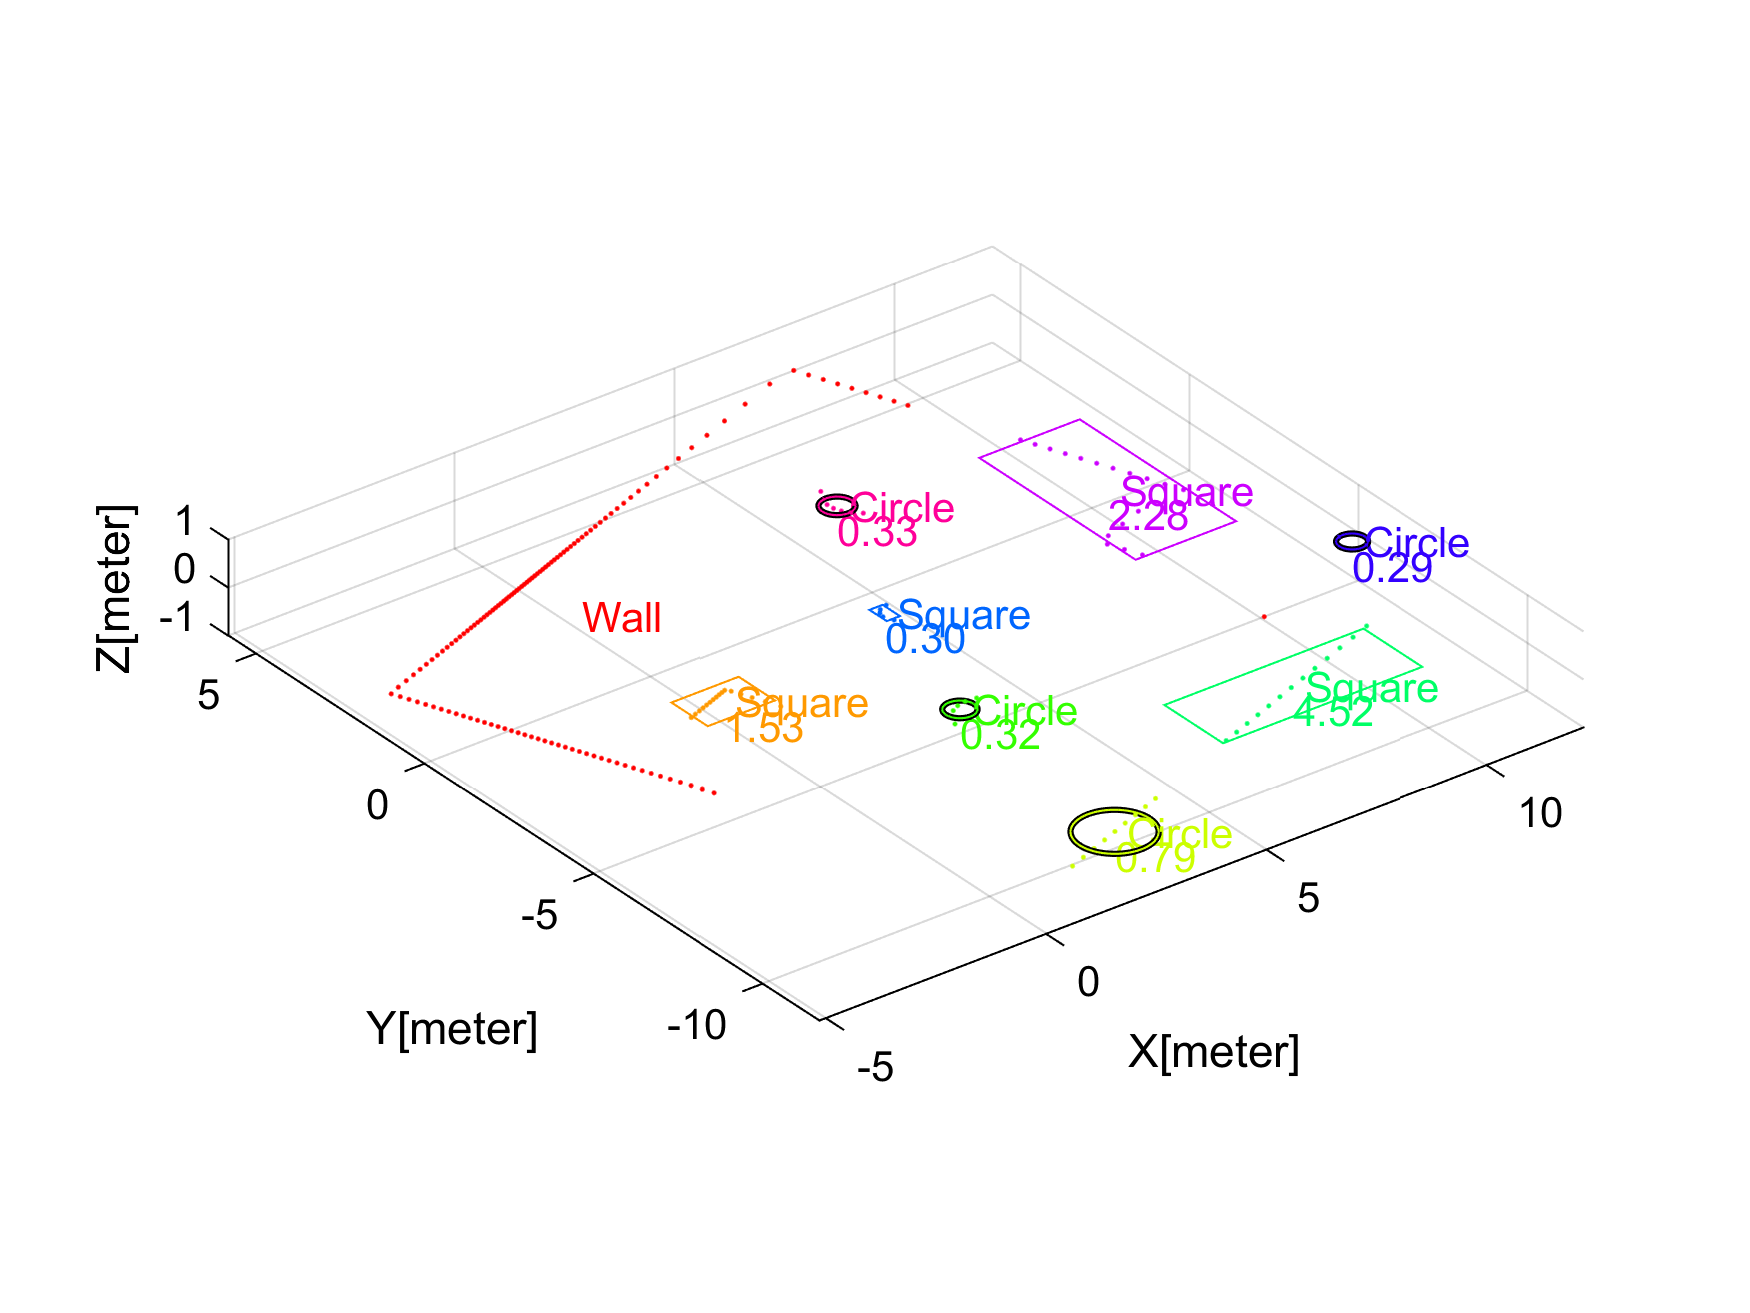 Circle
0.33
Square
2.28
Circle
0.29
1
0
-1
Z[meter]
Wall
Square
0.30
5
Square
1.53
Circle
0.32
Square
4.52
0
Circle
0.79
10
-5
5
-10
0
Y[meter]
X[meter]
-5